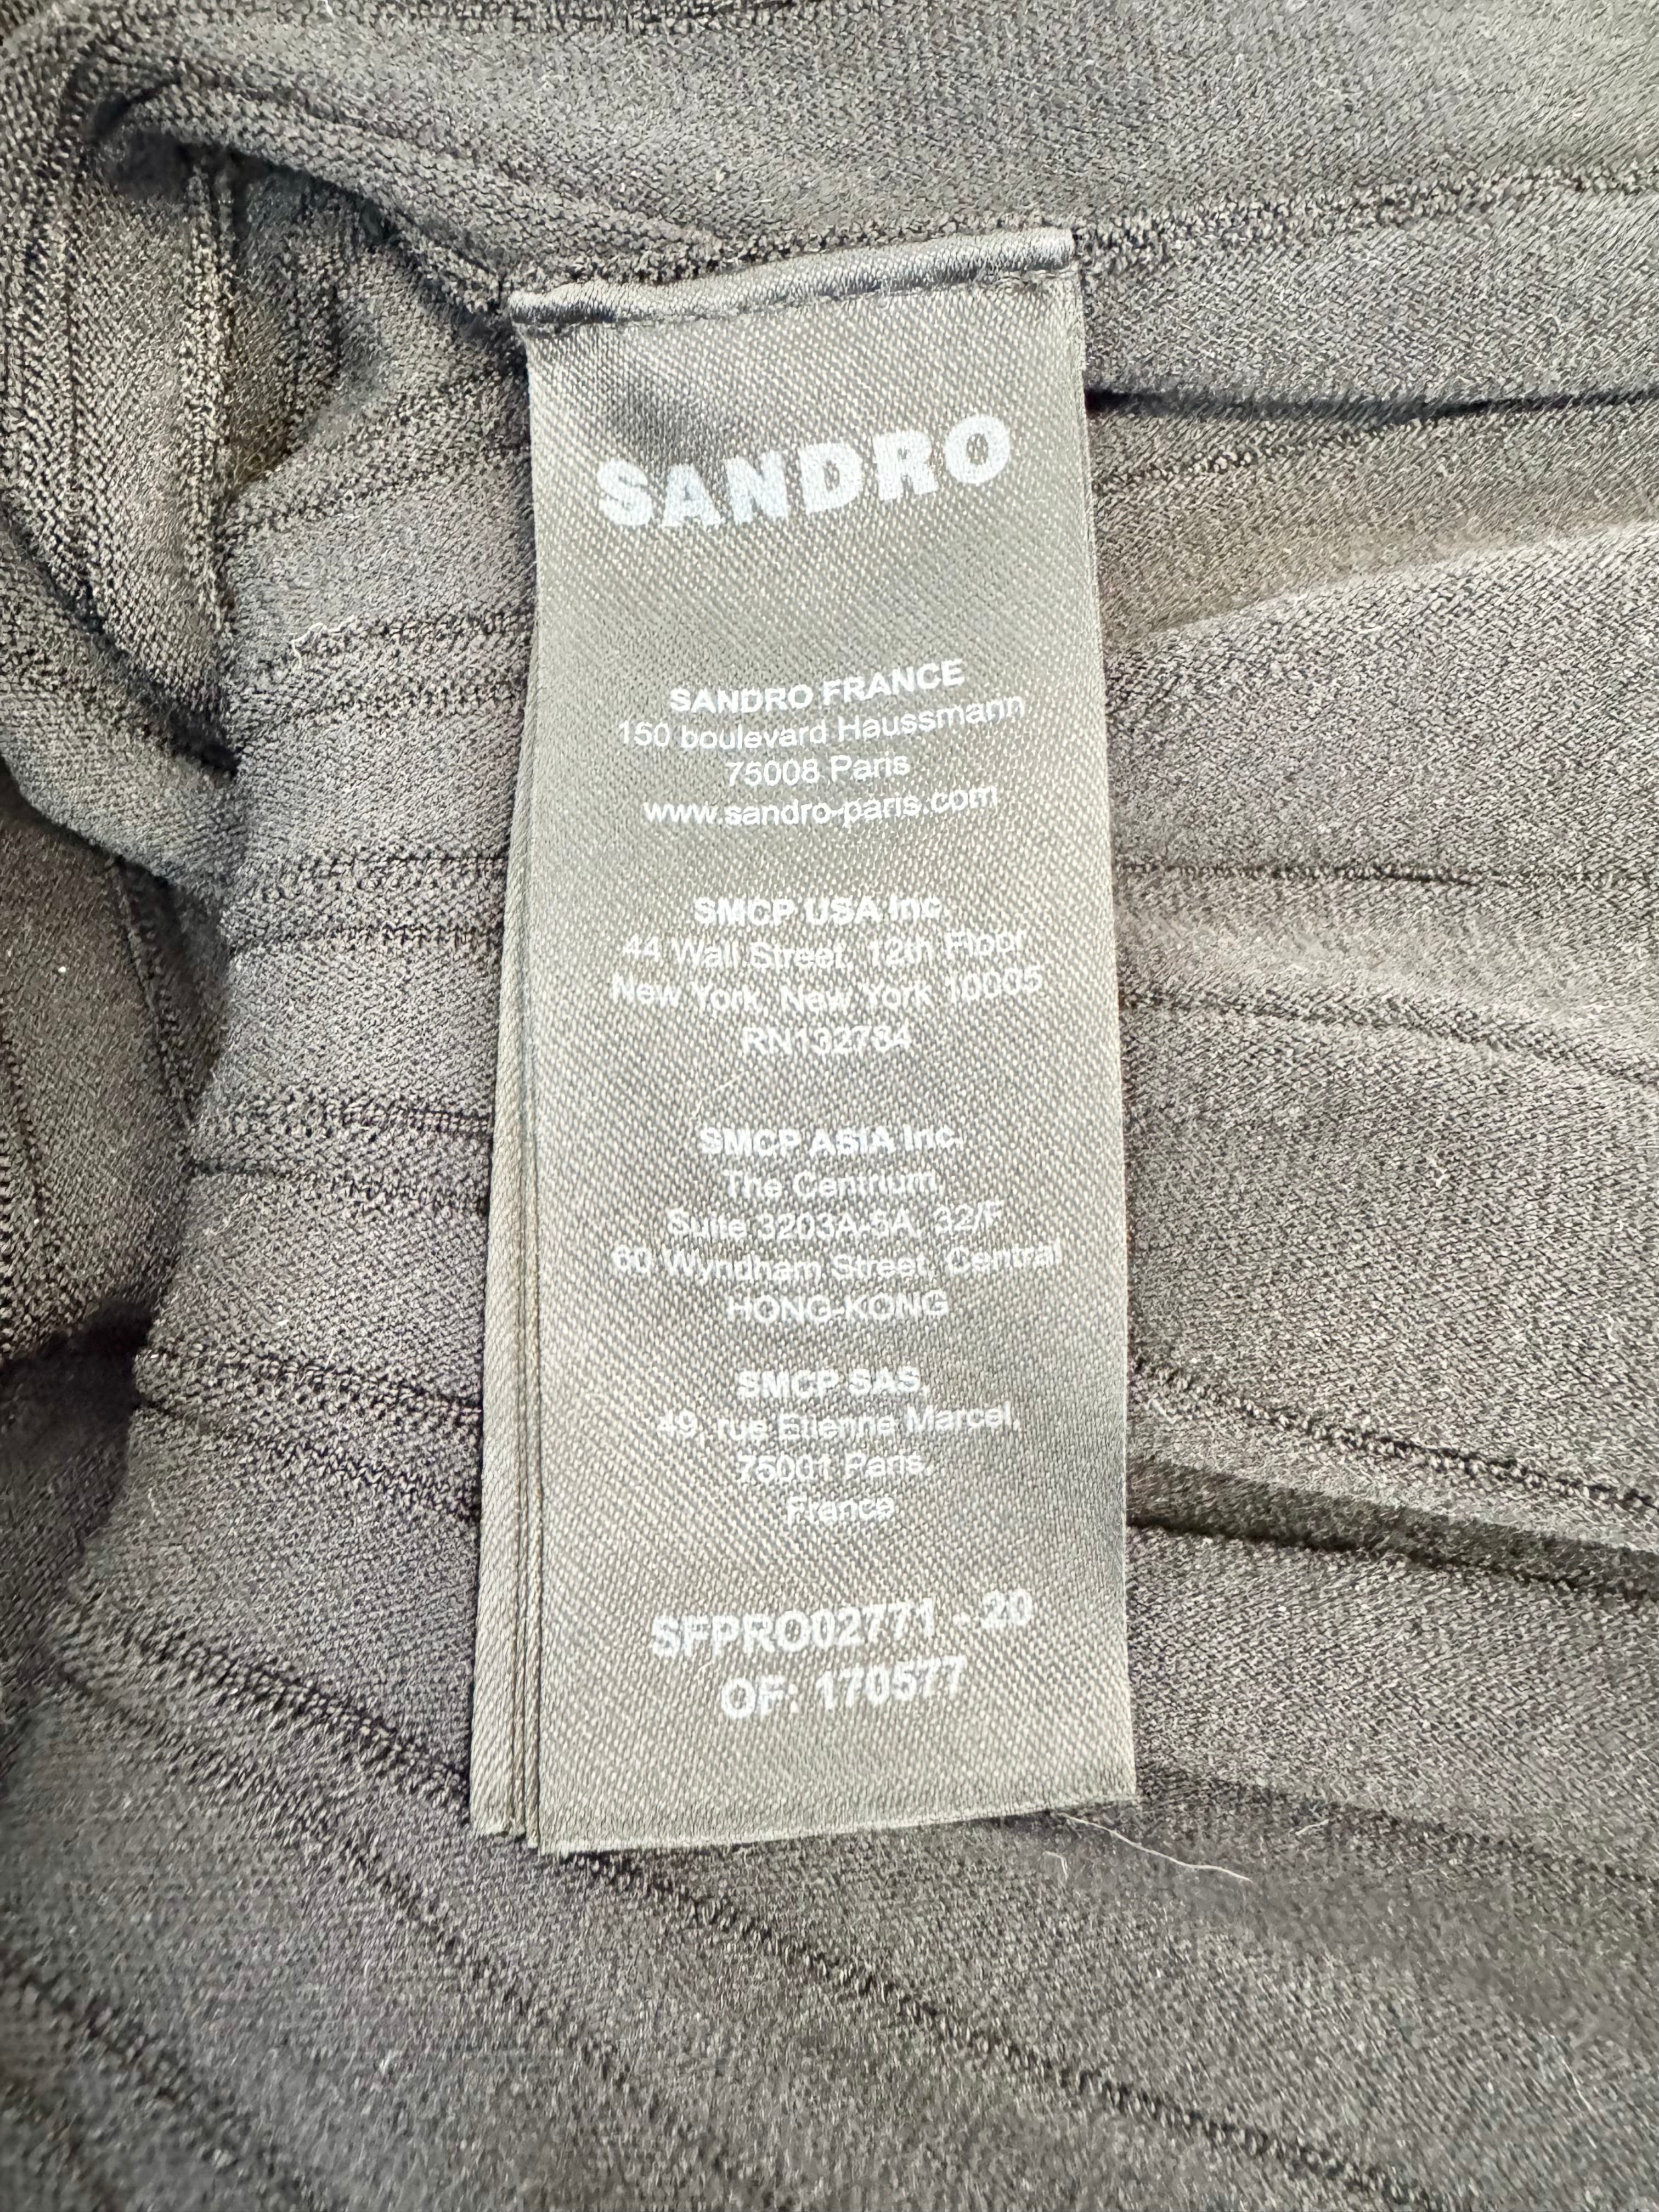 SANDRO
SANDRO FRANCE
150 boulevard Haussmann
75008 Paris
www.sandro-paris.com
SMCP USA Inc.
44 Wall Street, 12th Floor
New York, New York 10005
RN132784
SMCP ASIA Inc.
The Centrium,
Suite 3203A-5A, 32/F
60 Wyndham Street, Central
HONG-KONG
SMCP SAS,
49, rue Etienne Marcel,
75001 Paris,
France
SFPRO02771 - 20
OF: 170577